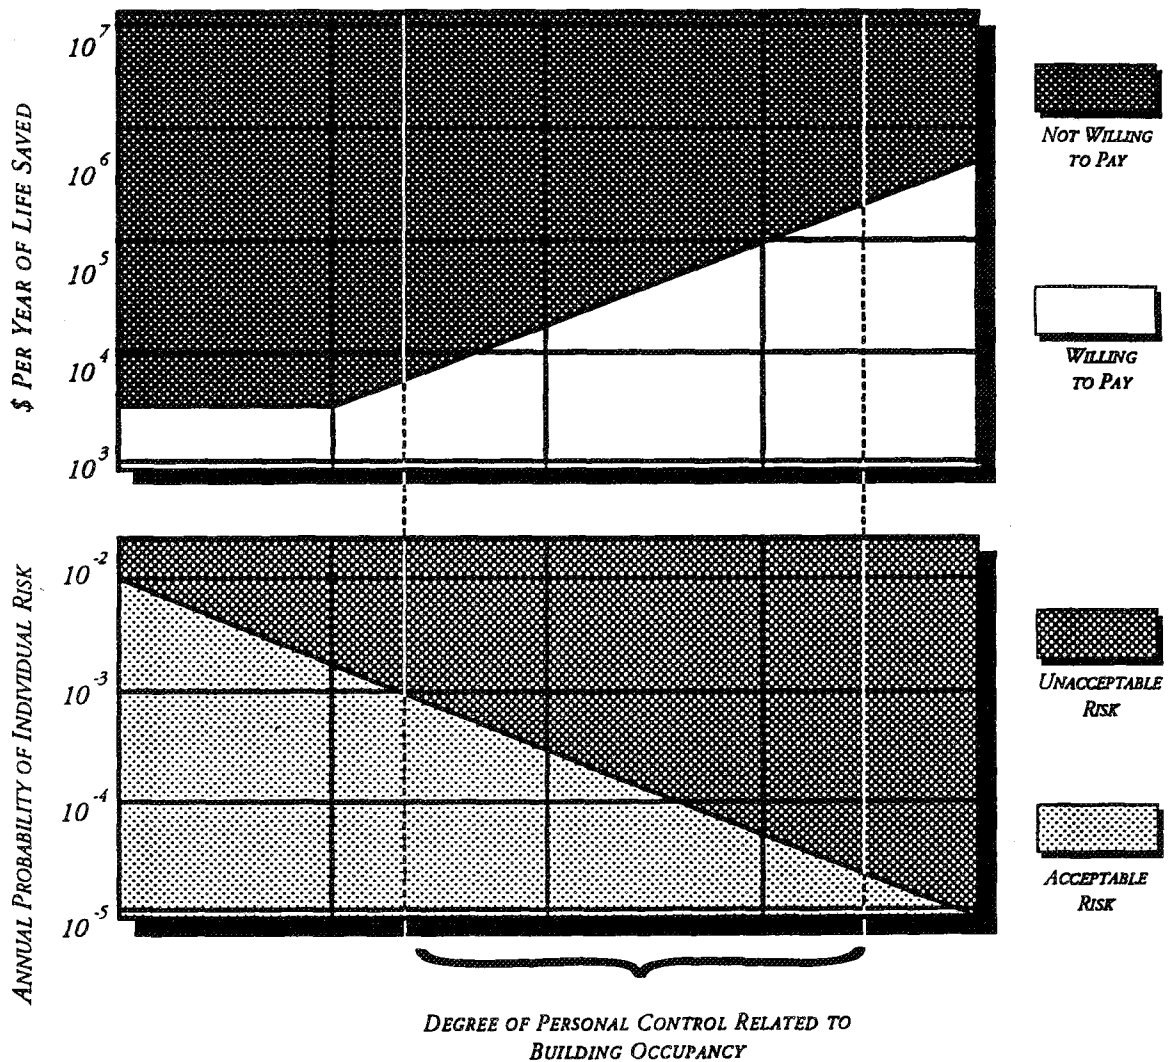 $ PER YEAR OF LIFE SAVED
10^7
10^6
10^5
10^4
10^3
NOT WILLING
TO PAY
WILLING
TO PAY
ANNUAL PROBABILITY OF INDIVIDUAL RISK
10^-2
10^-3
10^-4
10^-5
UNACCEPTABLE
RISK
ACCEPTABLE
RISK
DEGREE OF PERSONAL CONTROL RELATED TO
BUILDING OCCUPANCY